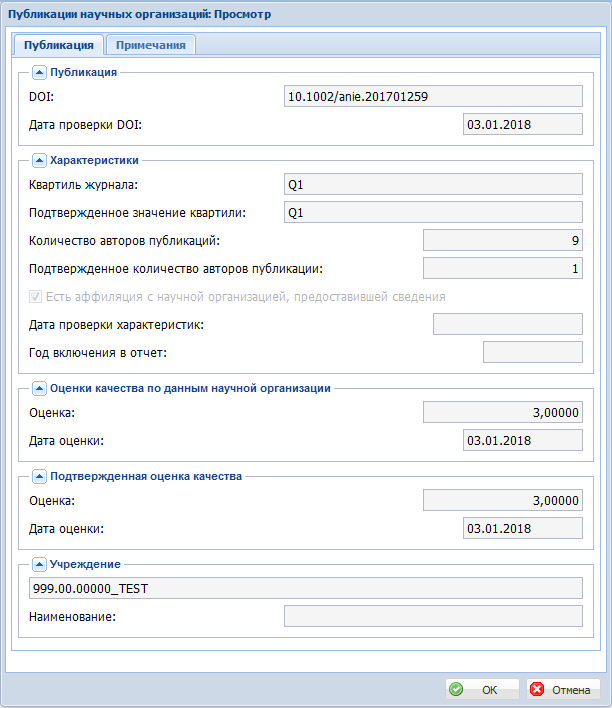 Публикации научных организаций: Просмотр
Публикация Примечания
Публикация
DOI: 10.1002/anie.201701259
Дата проверки DOI: 03.01.2018
Характеристики
Квартиль журнала: Q1
Подтвержденное значение квартили: Q1
Количество авторов публикаций: 9
Подтвержденное количество авторов публикации: 1
Есть аффиляция с научной организацией, предоставившей сведения
Дата проверки характеристик:
Год включения в отчет:
Оценки качества по данным научной организации
Оценка: 3,00000
Дата оценки: 03.01.2018
Подтвержденная оценка качества
Оценка: 3,00000
Дата оценки: 03.01.2018
Учреждение
999.00.00000_TEST
Наименование:
ОК Отмена